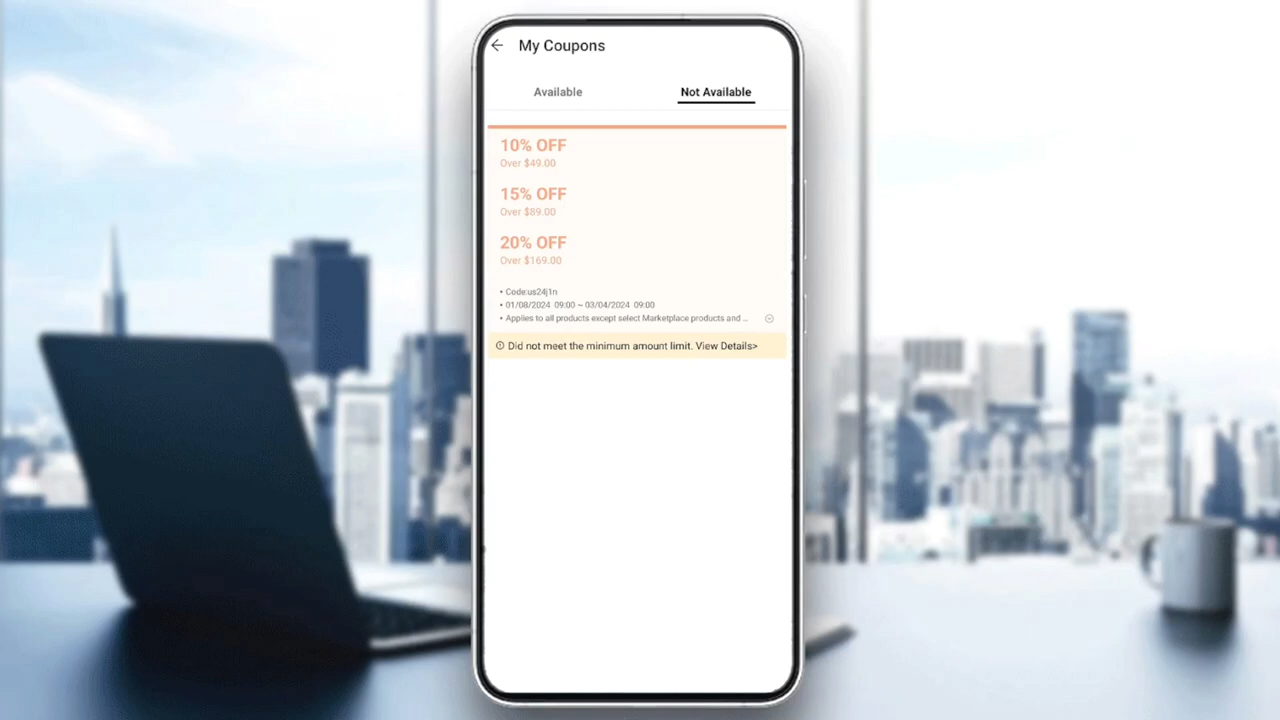 My Coupons
Available
Not Available
10% OFF
Over $49.00
15% OFF
Over $89.00
20% OFF
Over $169.00
• Code:us24j1n
• 01/08/2024 09:00 ~ 03/04/2024 09:00
• Applies to all products except select Marketplace products and ...
Did not meet the minimum amount limit. View Details>